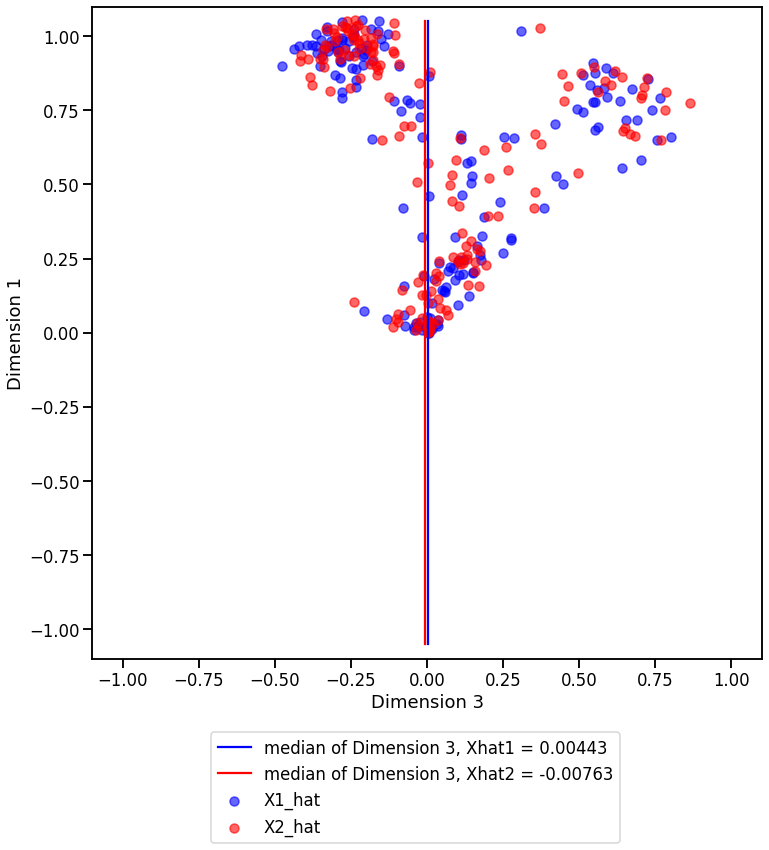 1.00
0.75
0.50
0.25
0.00
−0.25
−0.50
−0.75
−1.00
Dimension 1
−1.00 −0.75 −0.50 −0.25 0.00 0.25 0.50 0.75 1.00
Dimension 3
median of Dimension 3, Xhat1 = 0.00443
median of Dimension 3, Xhat2 = -0.00763
X1_hat
X2_hat